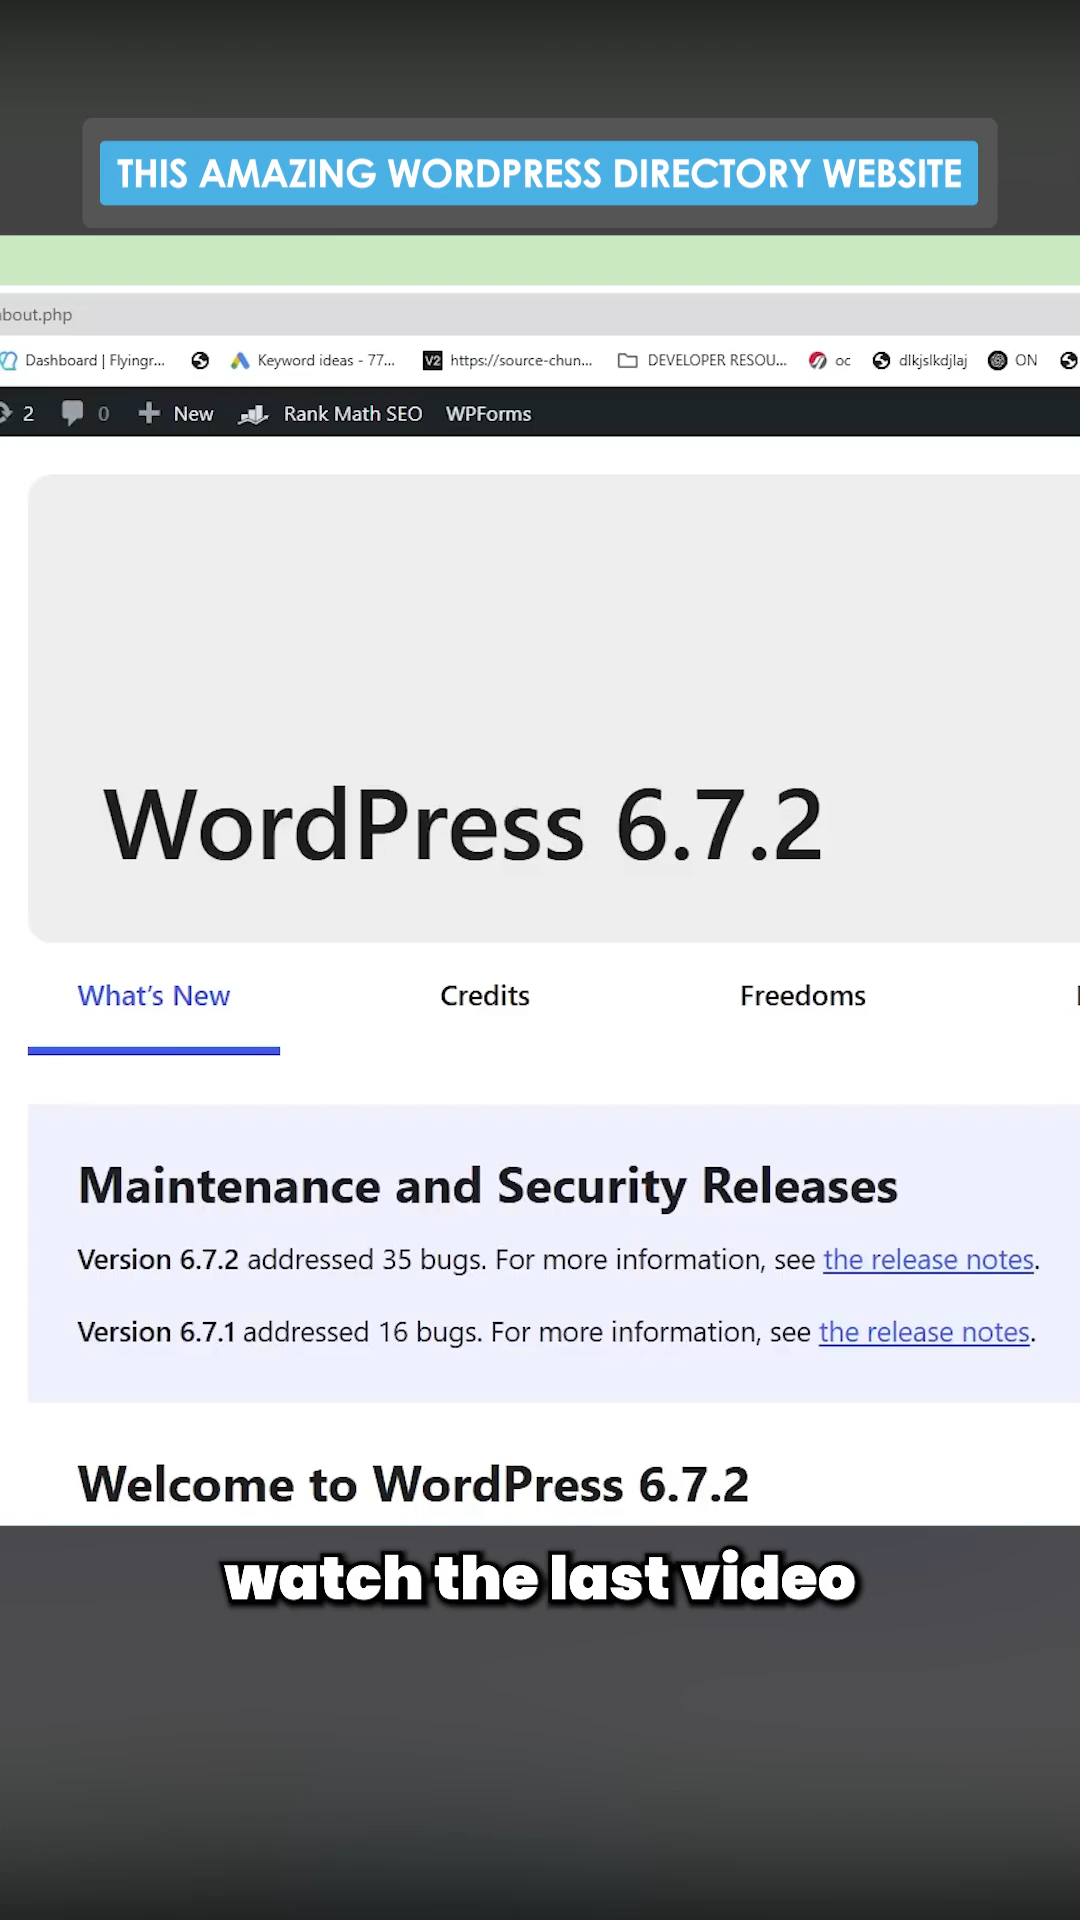 THIS AMAZING WORDPRESS DIRECTORY WEBSITE
about.php
Dashboard | Flyingr... Keyword ideas - 77... V2 https://source-chun... DEVELOPER RESOU... oc dlkjslkdjlaj ON
2 0 New Rank Math SEO WPForms
WordPress 6.7.2
What's New Credits Freedoms
Maintenance and Security Releases
Version 6.7.2 addressed 35 bugs. For more information, see the release notes.
Version 6.7.1 addressed 16 bugs. For more information, see the release notes.
Welcome to WordPress 6.7.2
watch the last video